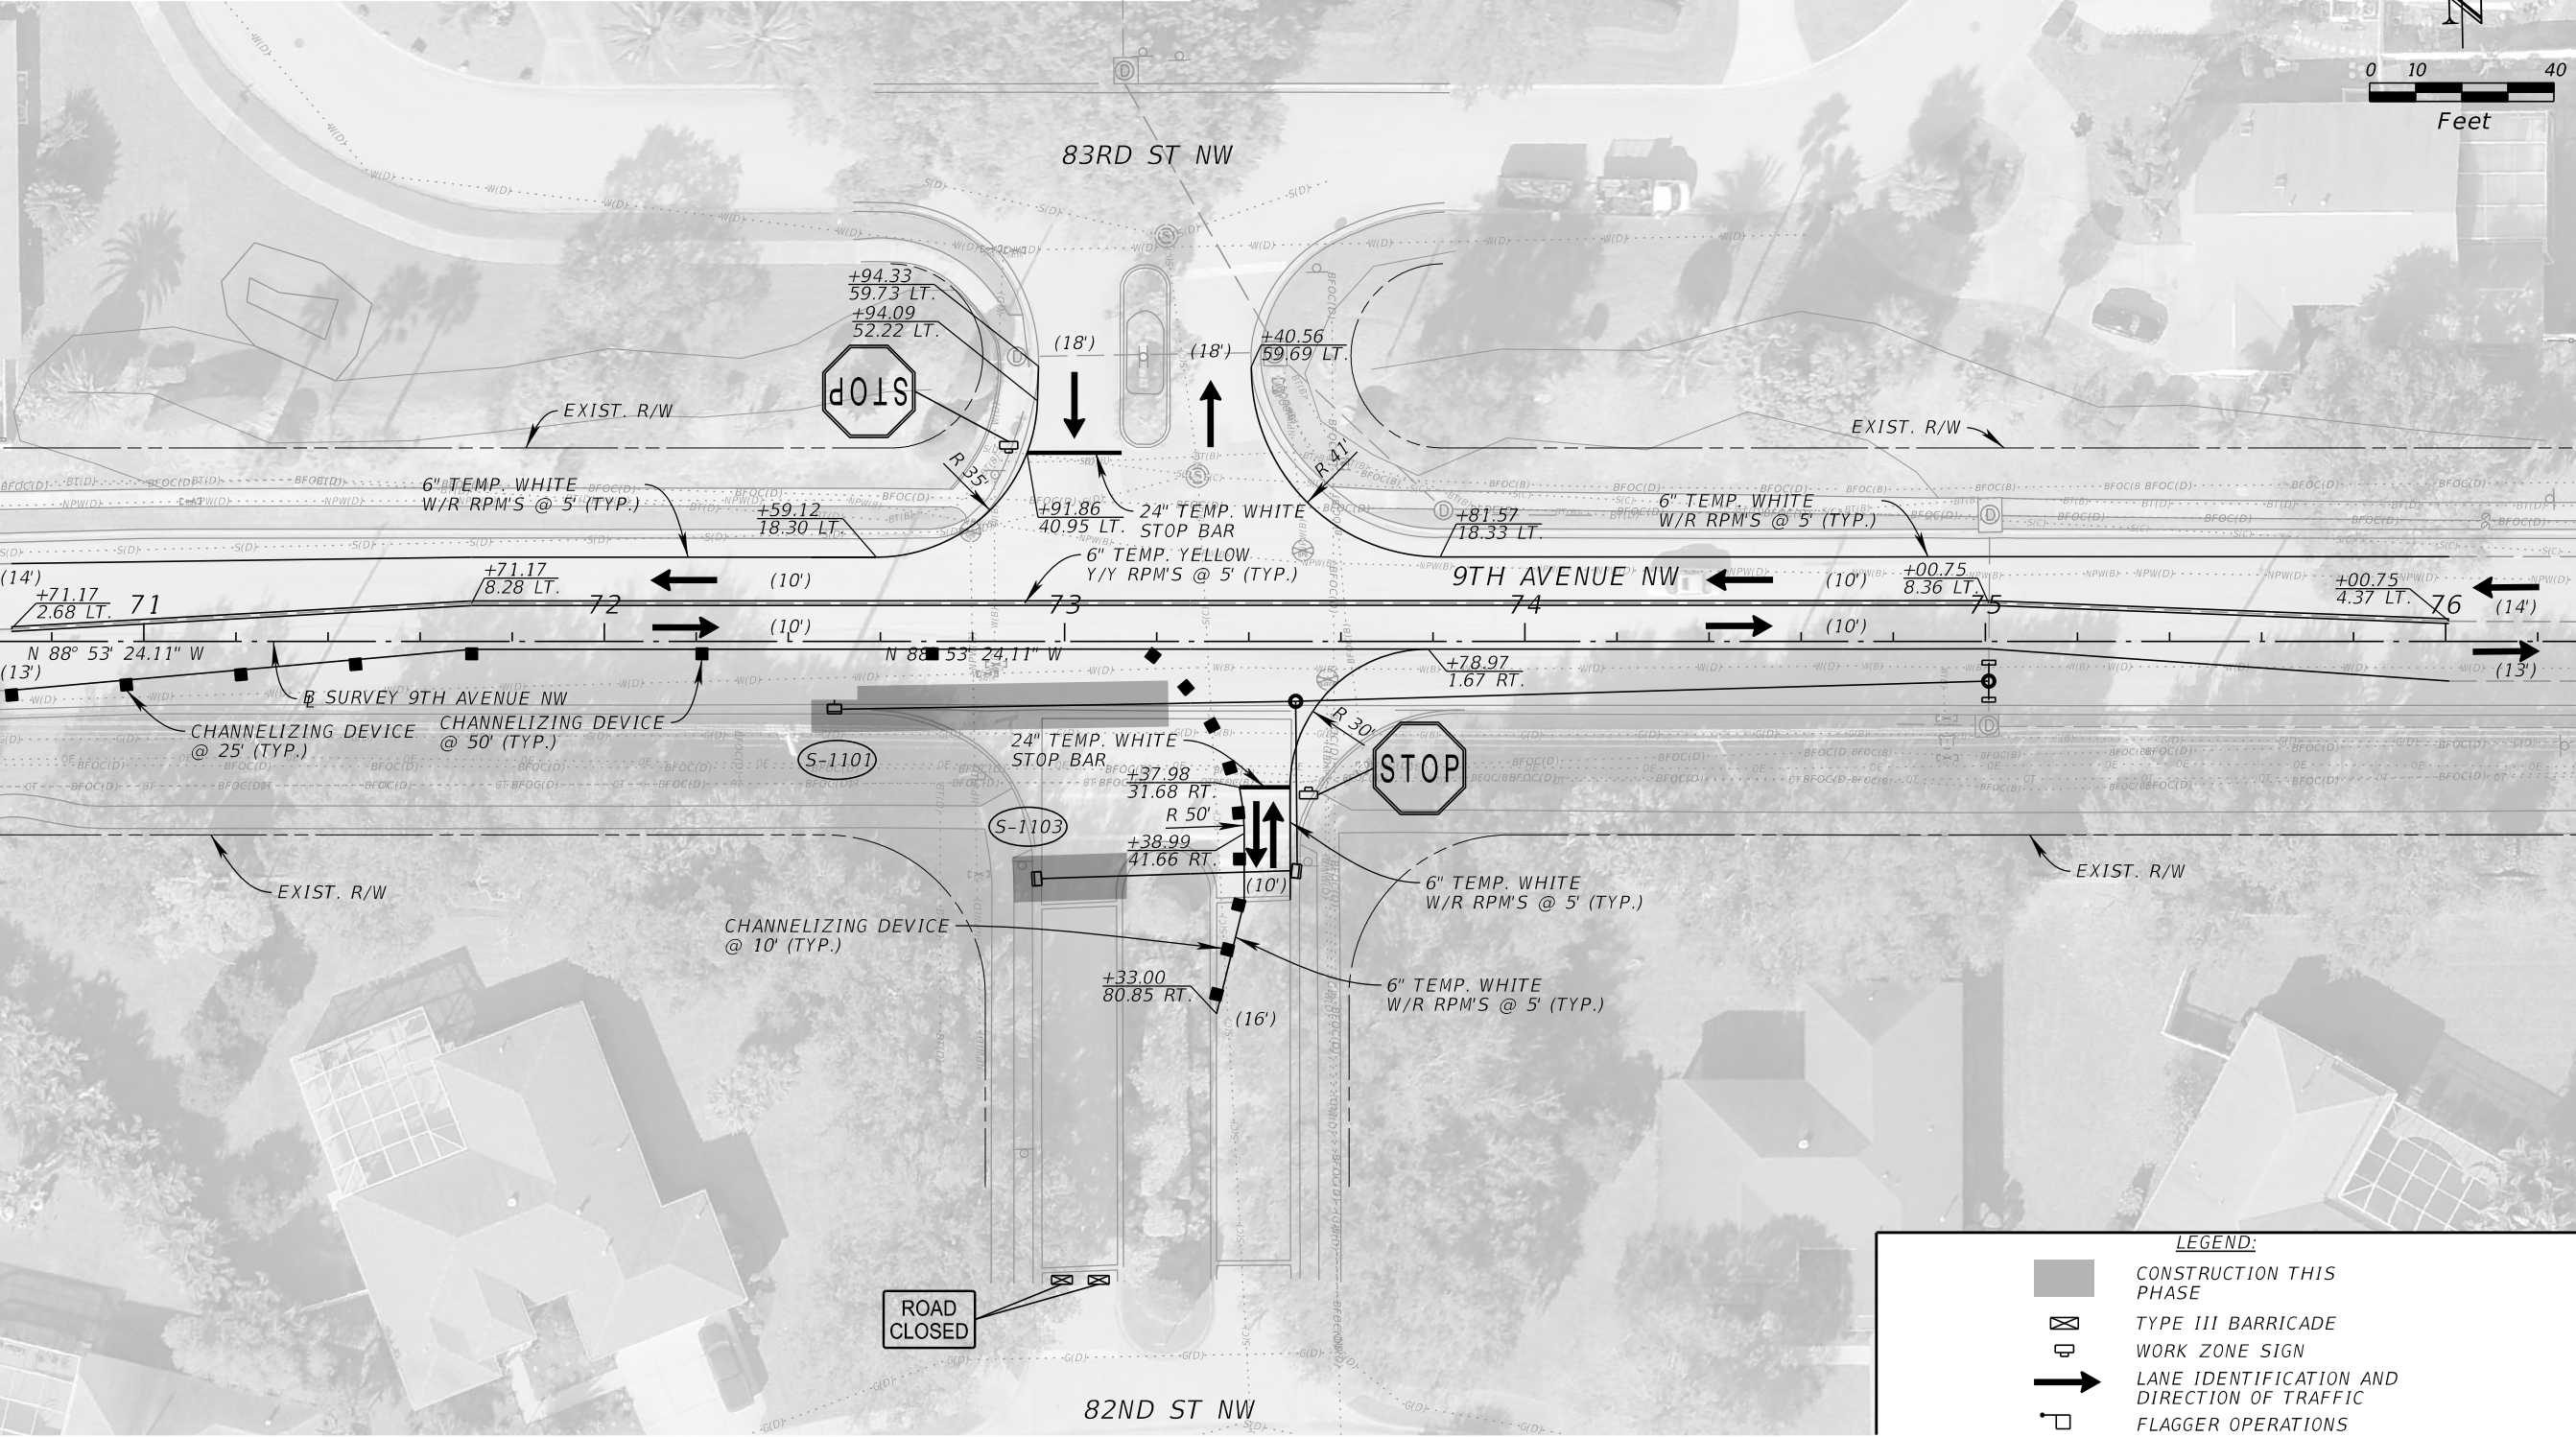 N
0 10 40
Feet
83RD ST NW
+94.33
59.73 LT.
+94.09
52.22 LT.
STOP
(18')
(18')
+40.56
59.69 LT.
EXIST. R/W
EXIST. R/W
R 35'
R 41'
6" TEMP. WHITE
W/R RPM'S @ 5' (TYP.)
+59.12
18.30 LT.
+91.86
40.95 LT.
24" TEMP. WHITE
STOP BAR
+81.57
18.33 LT.
6" TEMP. WHITE
W/R RPM'S @ 5' (TYP.)
6" TEMP. YELLOW
Y/Y RPM'S @ 5' (TYP.)
(14')
+71.17
2.68 LT.
71
+71.17
8.28 LT.
72
(10')
73
9TH AVENUE NW
74
(10')
+00.75
8.36 LT.
75
+00.75
4.37 LT.
76
(14')
(10')
(10')
N 88° 53' 24.11" W
N 88° 53' 24.11" W
(13')
(13')
+78.97
1.67 RT.
B SURVEY 9TH AVENUE NW
CHANNELIZING DEVICE
@ 25' (TYP.)
CHANNELIZING DEVICE
@ 50' (TYP.)
S-1101
24" TEMP. WHITE
STOP BAR
R 30'
STOP
+37.98
31.68 RT.
R 50'
S-1103
+38.99
41.66 RT.
(10')
EXIST. R/W
EXIST. R/W
6" TEMP. WHITE
W/R RPM'S @ 5' (TYP.)
CHANNELIZING DEVICE
@ 10' (TYP.)
+33.00
80.85 RT.
(16')
6" TEMP. WHITE
W/R RPM'S @ 5' (TYP.)
ROAD
CLOSED
82ND ST NW
LEGEND:
CONSTRUCTION THIS
PHASE
TYPE III BARRICADE
WORK ZONE SIGN
LANE IDENTIFICATION AND
DIRECTION OF TRAFFIC
FLAGGER OPERATIONS